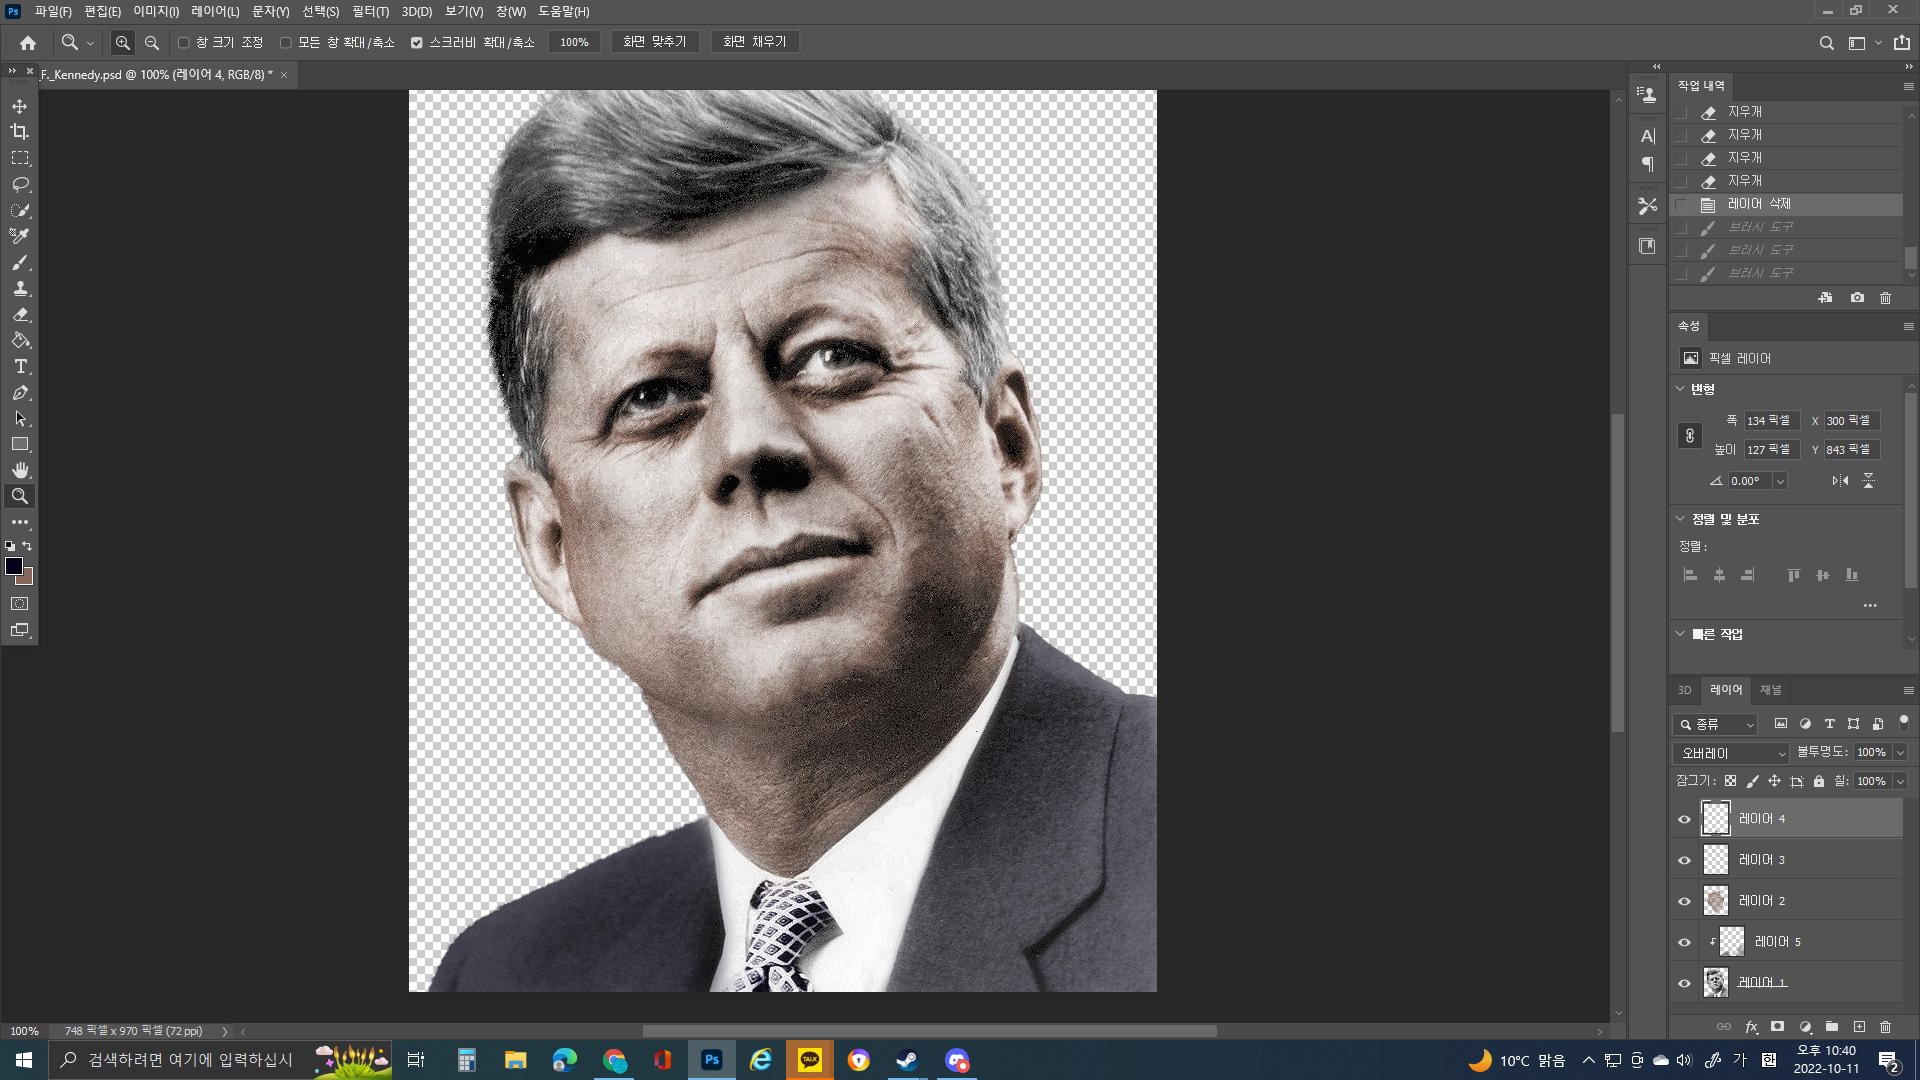 Ps 파일(F) 편집(E) 이미지(I) 레이어(L) 문자(Y) 선택(S) 필터(T) 3D(D) 보기(V) 창(W) 도움말(H)
창 크기 조정 모든 창 확대/축소 스크러비 확대/축소 100% 화면 맞추기 화면 채우기
_F._Kennedy.psd @ 100% (레이어 4, RGB/8) * ×
작업 내역
지우개
지우개
지우개
지우개
레이어 삭제
브러시 도구
브러시 도구
브러시 도구
속성
픽셀 레이어
변형
폭 134 픽셀 X 300 픽셀
높이 127 픽셀 Y 843 픽셀
0.00°
정렬 및 분포
정렬:
빠른 작업
3D 레이어 채널
종류
오버레이 불투명도: 100%
잠그기: 칠: 100%
레이어 4
레이어 3
레이어 2
레이어 5
레이어 1
100% 748 픽셀 x 970 픽셀 (72 ppi)
검색하려면 여기에 입력하십시
Ps
TALK
10°C 맑음
가
한
오후 10:40
2022-10-11
2